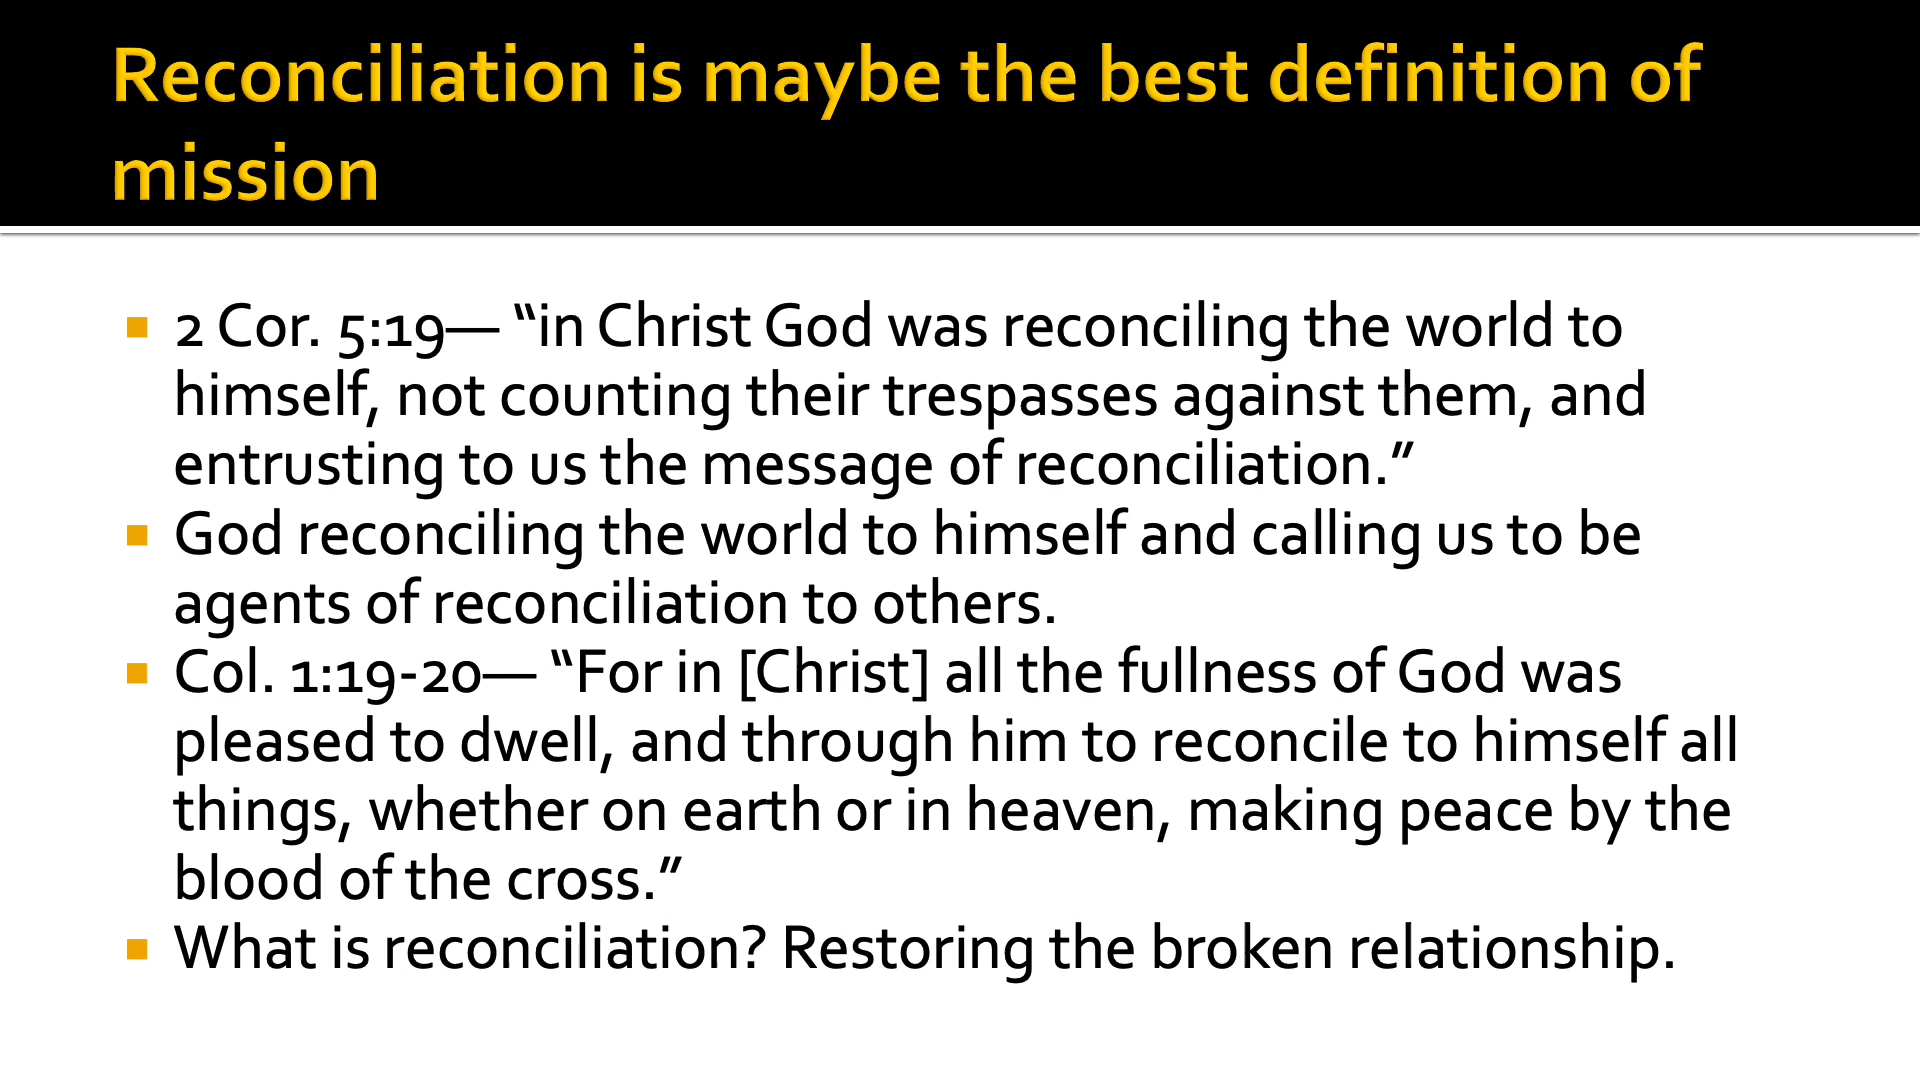 Reconciliation is maybe the best definition of
mission
2 Cor. 5:19— “in Christ God was reconciling the world to
himself, not counting their trespasses against them, and
entrusting to us the message of reconciliation.”
God reconciling the world to himself and calling us to be
agents of reconciliation to others.
Col. 1:19-20— “For in [Christ] all the fullness of God was
pleased to dwell, and through him to reconcile to himself all
things, whether on earth or in heaven, making peace by the
blood of the cross.”
What is reconciliation? Restoring the broken relationship.